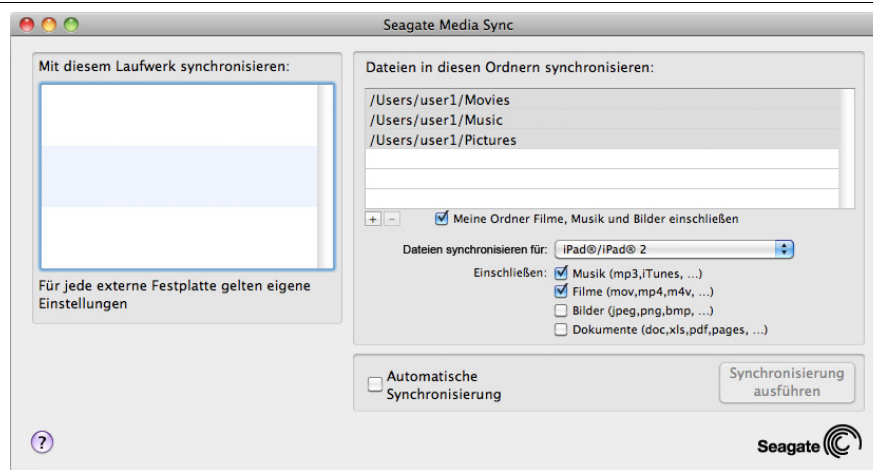 Seagate Media Sync
Mit diesem Laufwerk synchronisieren:
Für jede externe Festplatte gelten eigene
Einstellungen
Dateien in diesen Ordnern synchronisieren:
/Users/user1/Movies
/Users/user1/Music
/Users/user1/Pictures
+ −
Meine Ordner Filme, Musik und Bilder einschließen
Dateien synchronisieren für: iPad®/iPad® 2
Einschließen: Musik (mp3,iTunes, ...)
Filme (mov,mp4,m4v, ...)
Bilder (jpeg,png,bmp, ...)
Dokumente (doc,xls,pdf,pages, ...)
Automatische
Synchronisierung
Synchronisierung
ausführen
?
Seagate